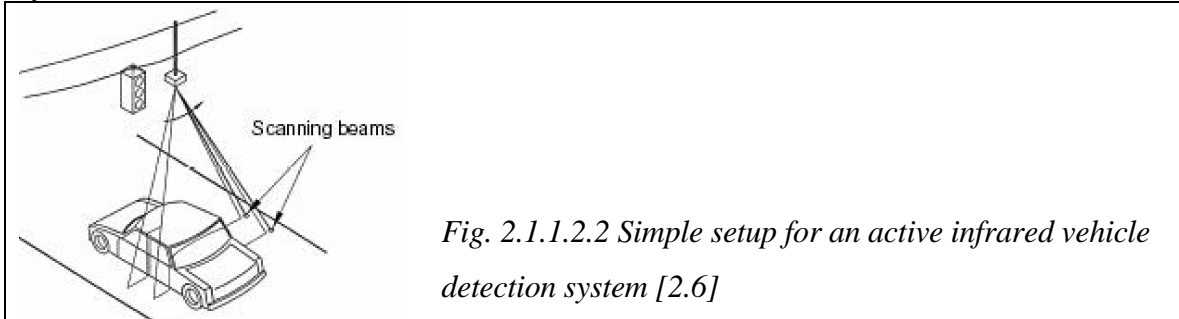 Scanning beams
Fig. 2.1.1.2.2 Simple setup for an active infrared vehicle
detection system [2.6]